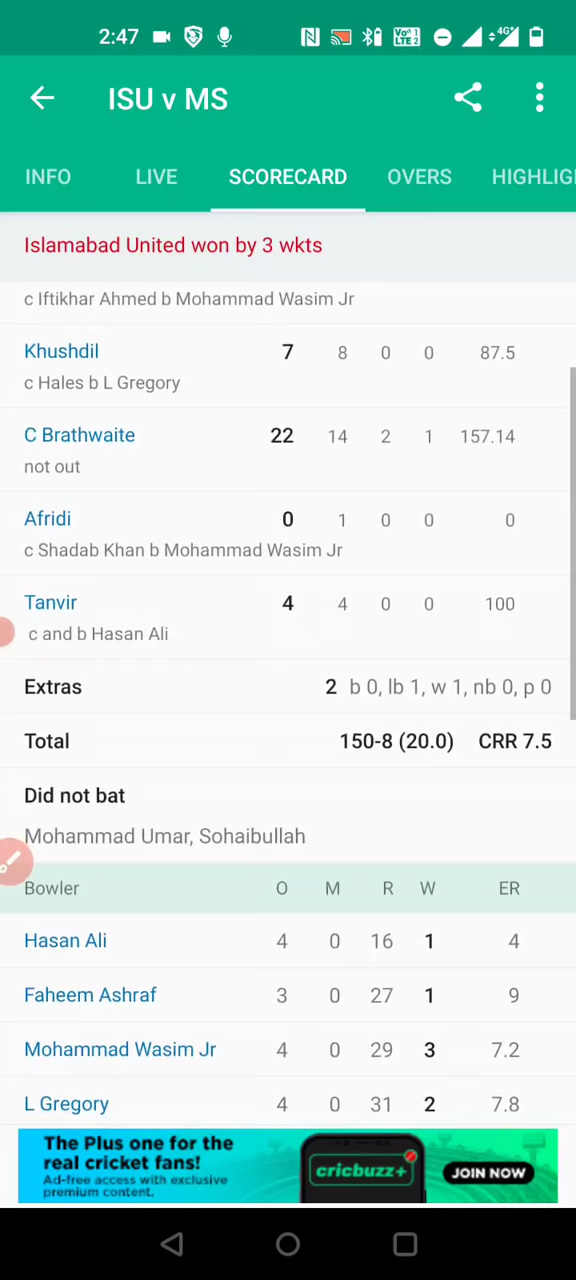 2:47 Vo) 1 LTE 2 4G+
ISU v MS
INFO LIVE SCORECARD OVERS HIGHLIG
Islamabad United won by 3 wkts
c Iftikhar Ahmed b Mohammad Wasim Jr
Khushdil 7 8 0 0 87.5
c Hales b L Gregory
C Brathwaite 22 14 2 1 157.14
not out
Afridi 0 1 0 0 0
c Shadab Khan b Mohammad Wasim Jr
Tanvir 4 4 0 0 100
c and b Hasan Ali
Extras 2 b 0, lb 1, w 1, nb 0, p 0
Total 150-8 (20.0) CRR 7.5
Did not bat
Mohammad Umar, Sohaibullah
Bowler O M R W ER
Hasan Ali 4 0 16 1 4
Faheem Ashraf 3 0 27 1 9
Mohammad Wasim Jr 4 0 29 3 7.2
L Gregory 4 0 31 2 7.8
The Plus one for the
real cricket fans!
Ad-free access with exclusive
premium content.
cricbuzz+
JOIN NOW